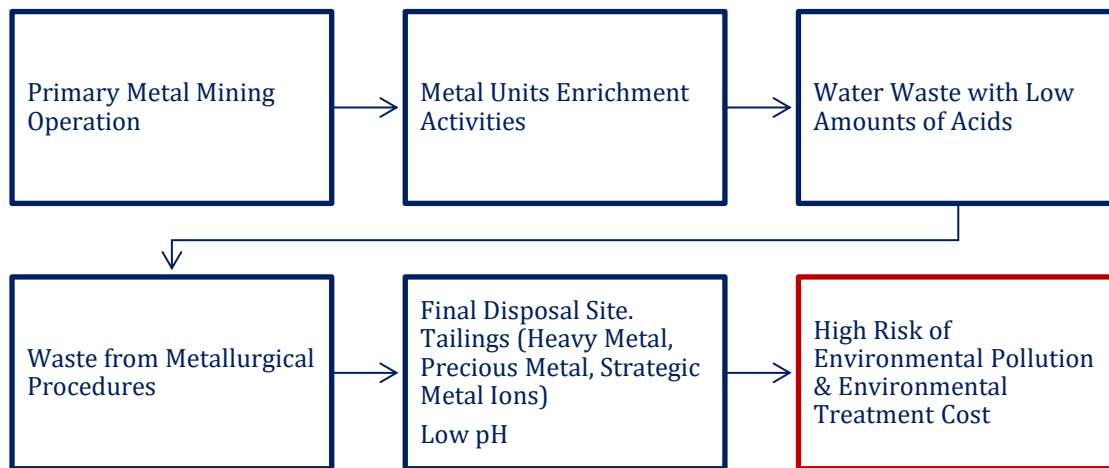 Primary Metal Mining
Operation
Metal Units Enrichment
Activities
Water Waste with Low
Amounts of Acids
Waste from Metallurgical
Procedures
Final Disposal Site.
Tailings (Heavy Metal,
Precious Metal, Strategic
Metal Ions)
Low pH
High Risk of
Environmental Pollution
& Environmental
Treatment Cost